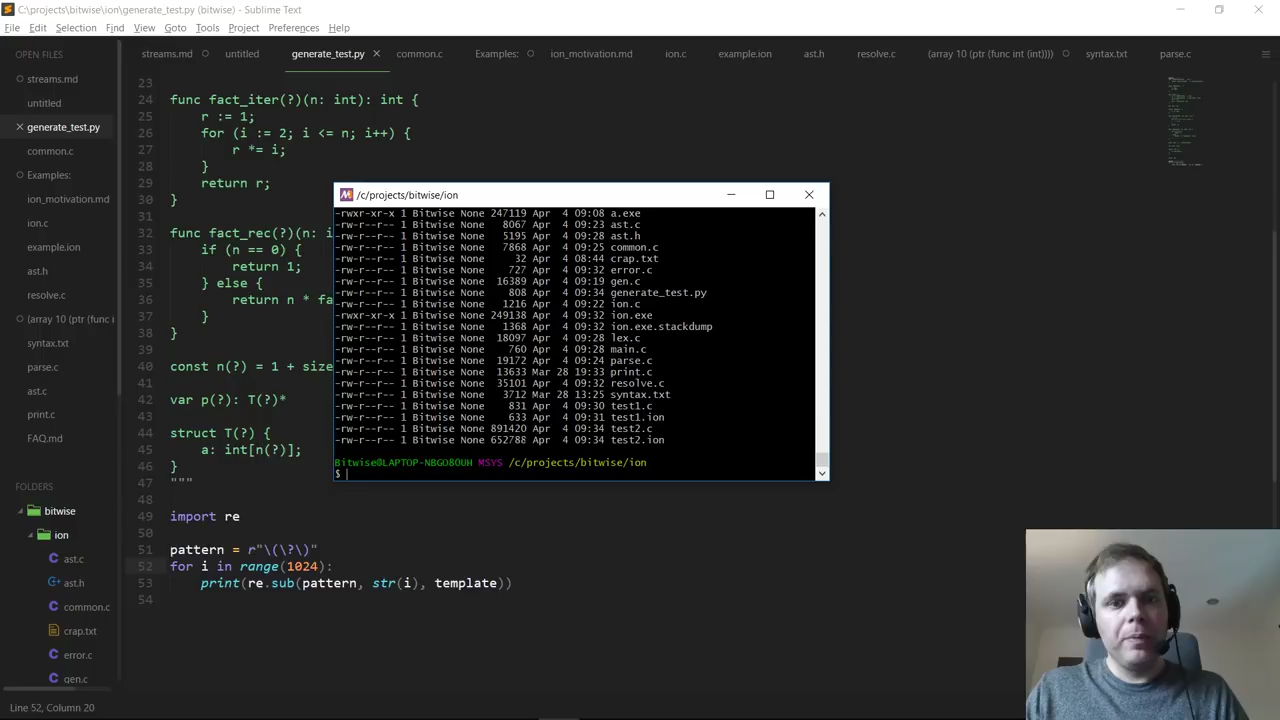 C:\projects\bitwise\ion\generate_test.py (bitwise) - Sublime Text
File Edit Selection Find View Goto Tools Project Preferences Help
OPEN FILES
streams.md
untitled
generate_test.py
common.c
Examples:
ion_motivation.md
ion.c
example.ion
ast.h
resolve.c
(array 10 (ptr (func i
syntax.txt
parse.c
ast.c
print.c
FAQ.md
FOLDERS
bitwise
ion
ast.c
ast.h
common.c
crap.txt
error.c
gen.c
streams.md untitled generate_test.py common.c Examples: ion_motivation.md ion.c example.ion ast.h resolve.c (array 10 (ptr (func int (int)))) syntax.txt parse.c
23
24 func fact_iter(?)(n: int): int {
25 r := 1;
26 for (i := 2; i <= n; i++) {
27 r *= i;
28 }
29 return r;
30 }
31
32 func fact_rec(?)(n: i
33 if (n == 0) {
34 return 1;
35 } else {
36 return n * fa
37 }
38 }
39
40 const n(?) = 1 + size
41
42 var p(?): T(?)*
43
44 struct T(?) {
45 a: int[n(?)];
46 }
47 """
48
49 import re
50
51 pattern = r"\(\?\)"
52 for i in range(1024):
53 print(re.sub(pattern, str(i), template))
54
/c/projects/bitwise/ion
-rwxr-xr-x 1 Bitwise None 247119 Apr 4 09:08 a.exe
-rw-r--r-- 1 Bitwise None 8067 Apr 4 09:23 ast.c
-rw-r--r-- 1 Bitwise None 5195 Apr 4 09:28 ast.h
-rw-r--r-- 1 Bitwise None 7868 Apr 4 09:25 common.c
-rw-r--r-- 1 Bitwise None 32 Apr 4 08:44 crap.txt
-rw-r--r-- 1 Bitwise None 727 Apr 4 09:32 error.c
-rw-r--r-- 1 Bitwise None 16389 Apr 4 09:19 gen.c
-rw-r--r-- 1 Bitwise None 808 Apr 4 09:34 generate_test.py
-rw-r--r-- 1 Bitwise None 1216 Apr 4 09:22 ion.c
-rwxr-xr-x 1 Bitwise None 249138 Apr 4 09:32 ion.exe
-rw-r--r-- 1 Bitwise None 1368 Apr 4 09:32 ion.exe.stackdump
-rw-r--r-- 1 Bitwise None 18097 Apr 4 09:28 lex.c
-rw-r--r-- 1 Bitwise None 760 Apr 4 09:28 main.c
-rw-r--r-- 1 Bitwise None 19172 Apr 4 09:24 parse.c
-rw-r--r-- 1 Bitwise None 13633 Mar 28 19:33 print.c
-rw-r--r-- 1 Bitwise None 35101 Apr 4 09:32 resolve.c
-rw-r--r-- 1 Bitwise None 3712 Mar 28 13:25 syntax.txt
-rw-r--r-- 1 Bitwise None 831 Apr 4 09:30 test1.c
-rw-r--r-- 1 Bitwise None 633 Apr 4 09:31 test1.ion
-rw-r--r-- 1 Bitwise None 891420 Apr 4 09:34 test2.c
-rw-r--r-- 1 Bitwise None 652788 Apr 4 09:34 test2.ion
Bitwise@LAPTOP-NBGO8OUH MSYS /c/projects/bitwise/ion
$
Line 52, Column 20